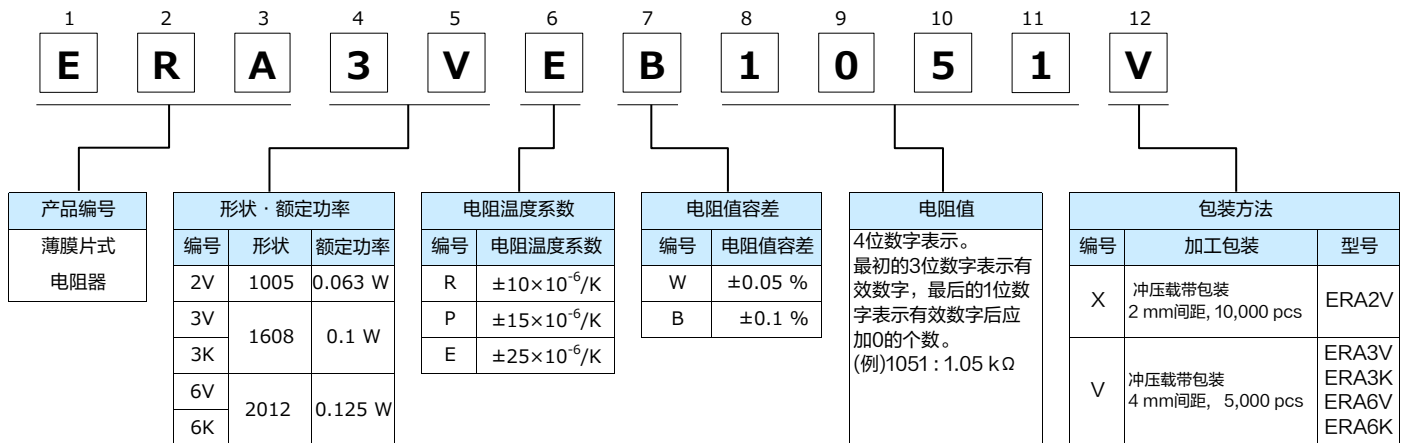 1 2 3 4 5 6 7 8 9 10 11 12
E R A 3 V E B 1 0 5 1 V
产品编号
薄膜片式
电阻器
形状・额定功率
编号 形状 额定功率
2V 1005 0.063 W
3V
1608 0.1 W
3K
6V
2012 0.125 W
6K
电阻温度系数
编号 电阻温度系数
R ±10×10⁻⁶/K
P ±15×10⁻⁶/K
E ±25×10⁻⁶/K
电阻值容差
编号 电阻值容差
W ±0.05 %
B ±0.1 %
电阻值
4位数字表示。
最初的3位数字表示有
效数字，最后的1位数
字表示有效数字后应
加0的个数。
(例)1051 : 1.05 kΩ
包装方法
编号 加工包装 型号
X 冲压载带包装 ERA2V
2 mm间距, 10,000 pcs
V 冲压载带包装
4 mm间距, 5,000 pcs
ERA3V
ERA3K
ERA6V
ERA6K